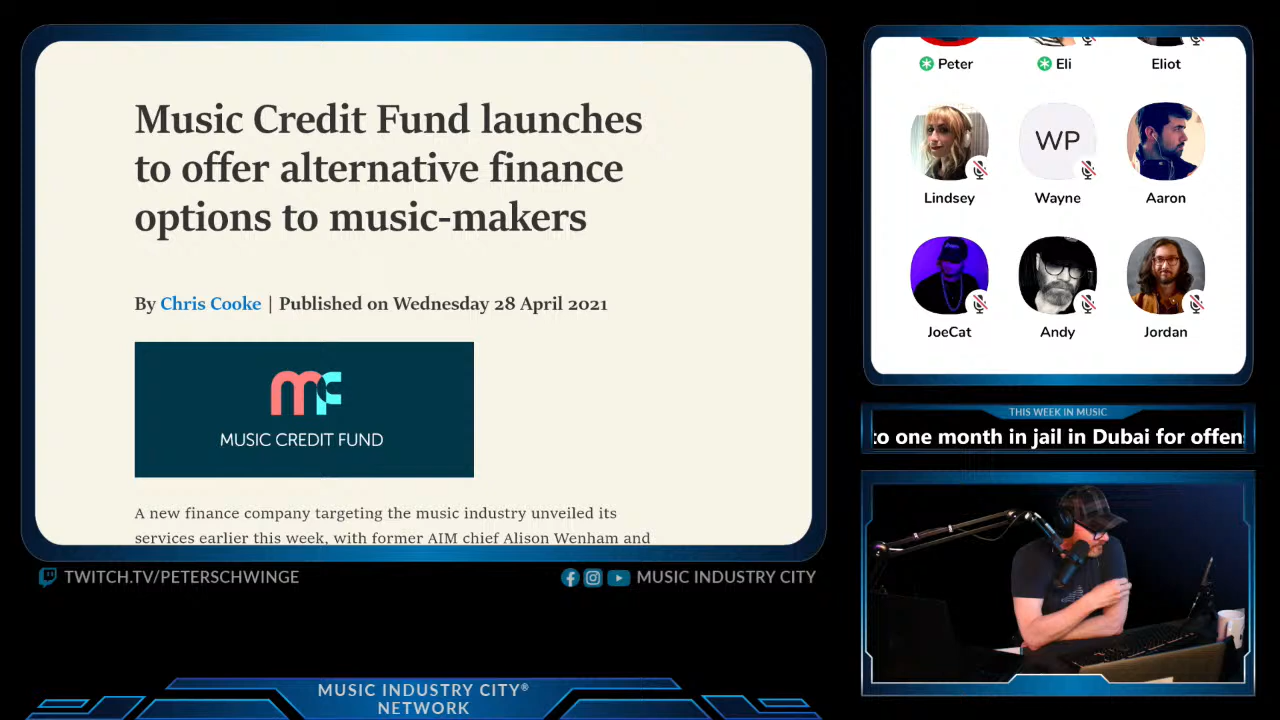 Music Credit Fund launches
to offer alternative finance
options to music-makers
By Chris Cooke | Published on Wednesday 28 April 2021
mf
MUSIC CREDIT FUND
A new finance company targeting the music industry unveiled its
services earlier this week, with former AIM chief Alison Wenham and
TWITCH.TV/PETERSCHWINGE
MUSIC INDUSTRY CITY
MUSIC INDUSTRY CITY®
NETWORK
Peter
Eli
Eliot
WP
Lindsey
Wayne
Aaron
JoeCat
Andy
Jordan
THIS WEEK IN MUSIC
to one month in jail in Dubai for offen